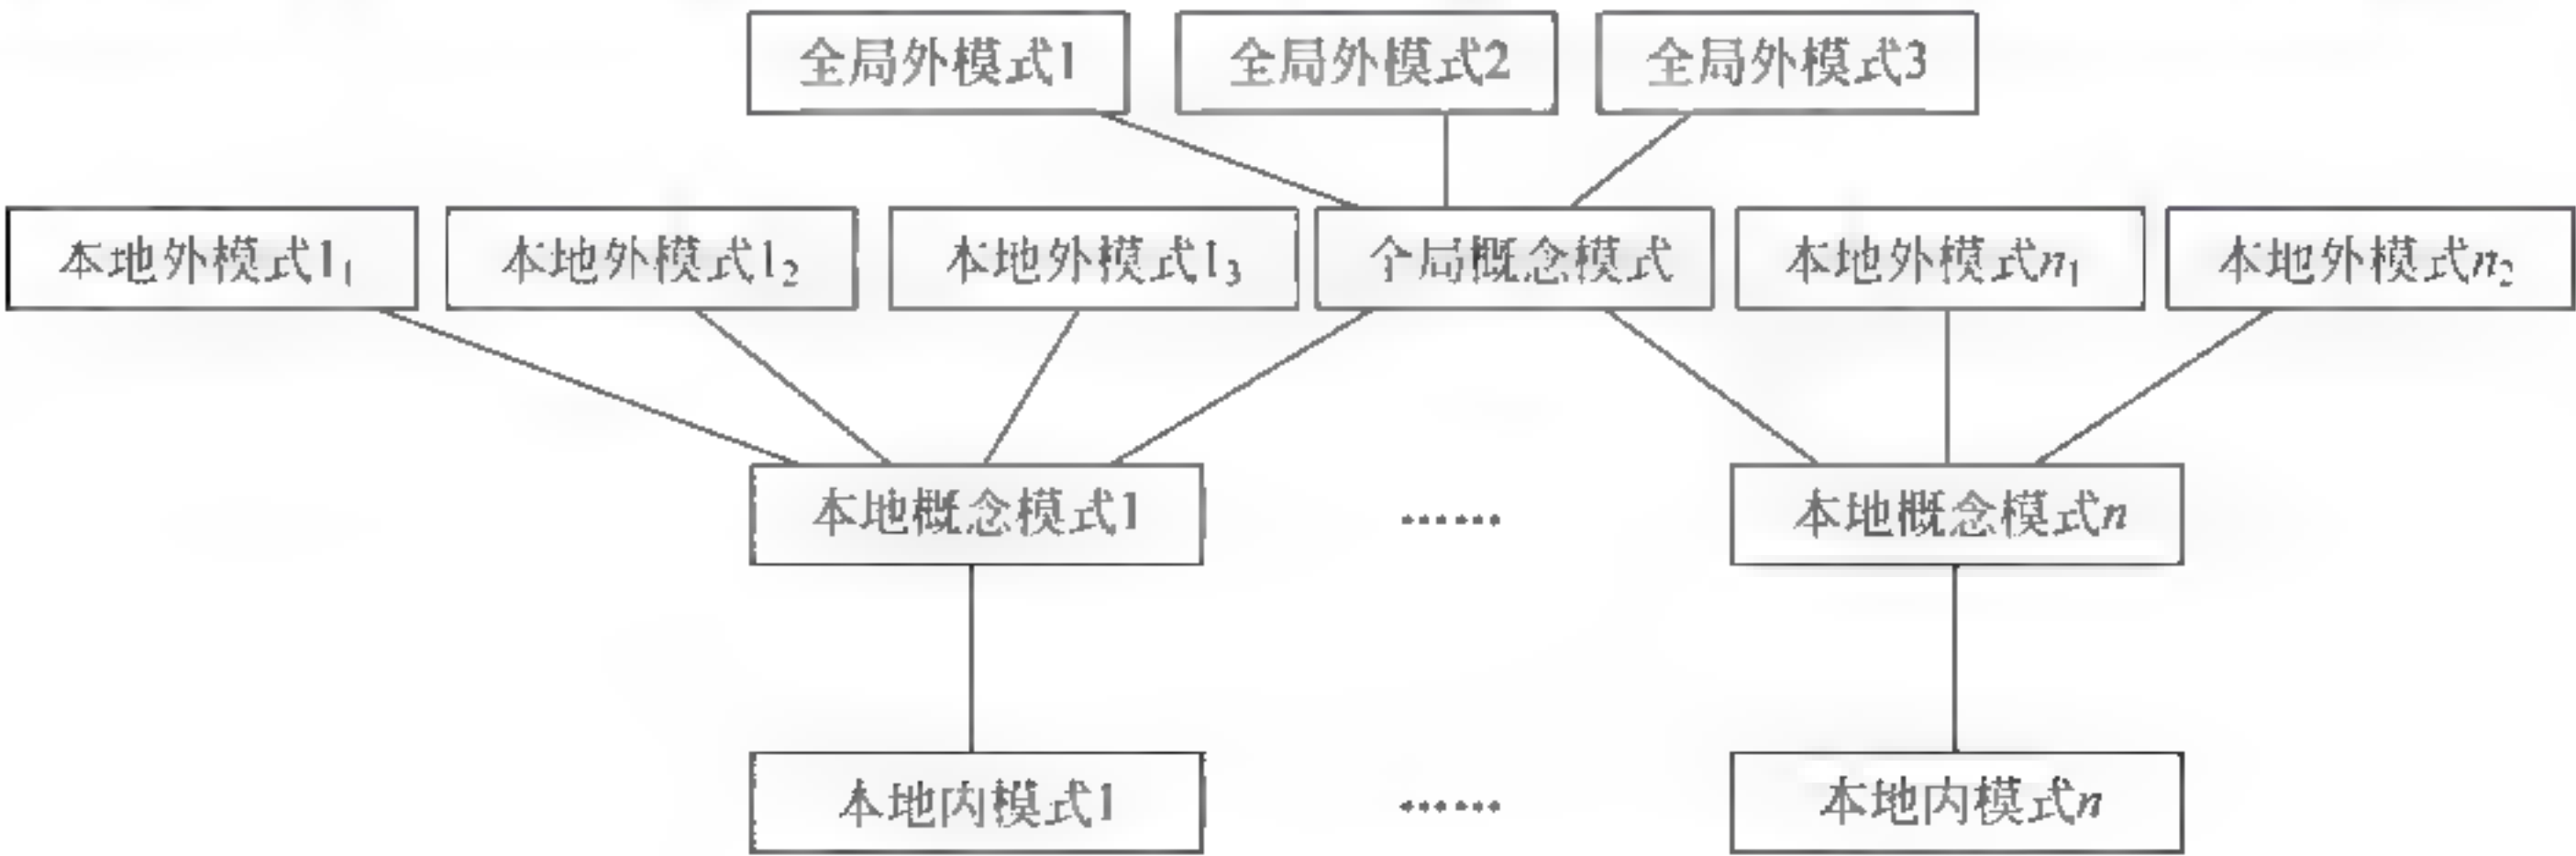 全局外模式1 全局外模式2 全局外模式3
本地外模式1₁ 本地外模式1₂ 本地外模式1₃ 全局概念模式 本地外模式n₁ 本地外模式n₂
本地概念模式1 …… 本地概念模式n
本地内模式1 …… 本地内模式n